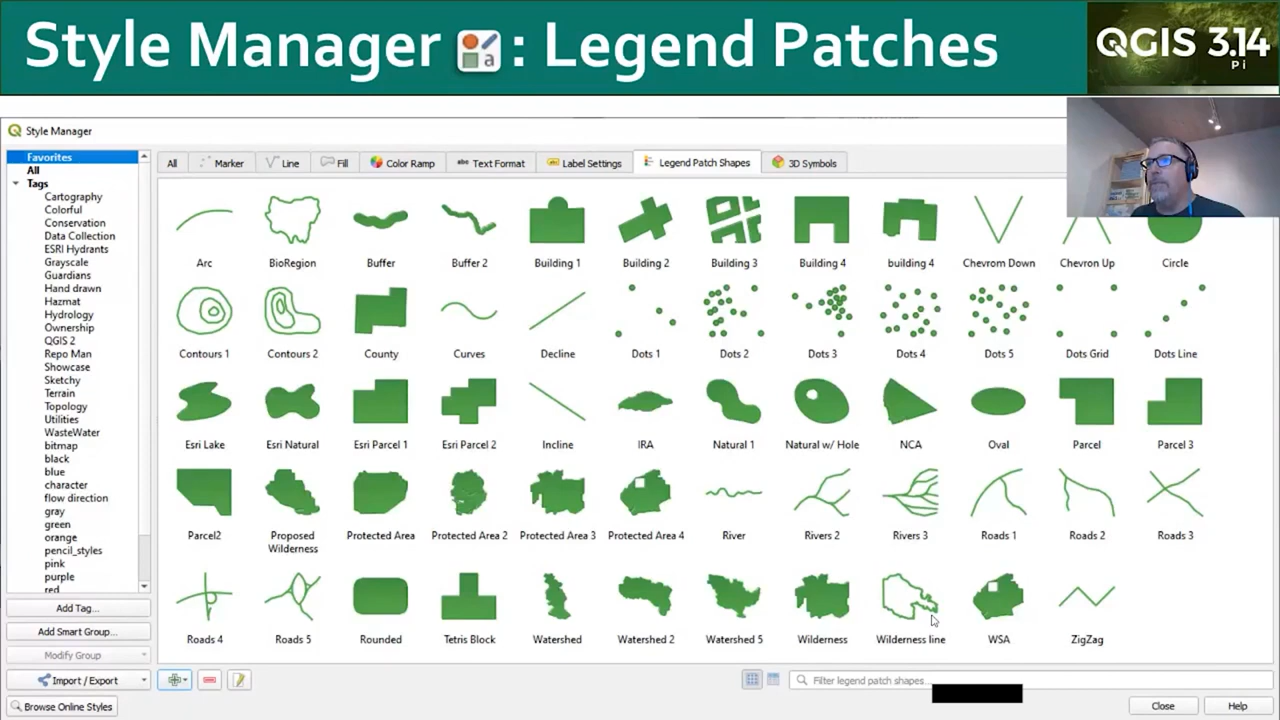 Style Manager : Legend Patches
QGIS 3.14
Pi
Style Manager
Favorites
All
Tags
Cartography
Colorful
Conservation
Data Collection
ESRI Hydrants
Grayscale
Guardians
Hand drawn
Hazmat
Hydrology
Ownership
QGIS 2
Repo Man
Showcase
Sketchy
Terrain
Topology
Utilities
WasteWater
bitmap
black
blue
character
flow direction
gray
green
orange
pencil_styles
pink
purple
red
Add Tag...
Add Smart Group...
Modify Group
Import / Export
Browse Online Styles
All Marker Line Fill Color Ramp abc Text Format abc Label Settings Legend Patch Shapes 3D Symbols
Arc BioRegion Buffer Buffer 2 Building 1 Building 2 Building 3 Building 4 building 4 Chevrom Down Chevron Up Circle
Contours 1 Contours 2 County Curves Decline Dots 1 Dots 2 Dots 3 Dots 4 Dots 5 Dots Grid Dots Line
Esri Lake Esri Natural Esri Parcel 1 Esri Parcel 2 Incline IRA Natural 1 Natural w/ Hole NCA Oval Parcel Parcel 3
Parcel2 Proposed Wilderness Protected Area Protected Area 2 Protected Area 3 Protected Area 4 River Rivers 2 Rivers 3 Roads 1 Roads 2 Roads 3
Roads 4 Roads 5 Rounded Tetris Block Watershed Watershed 2 Watershed 5 Wilderness Wilderness line WSA ZigZag
Filter legend patch shapes...
Close Help